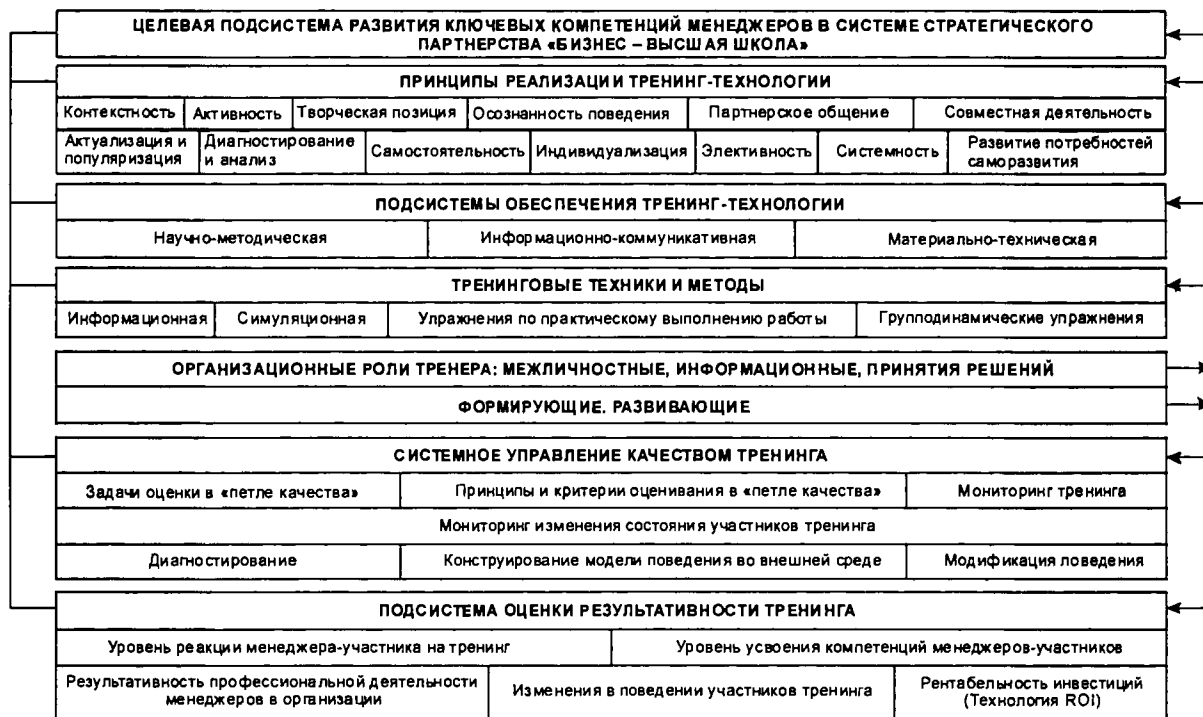 ЦЕЛЕВАЯ ПОДСИСТЕМА РАЗВИТИЯ КЛЮЧЕВЫХ КОМПЕТЕНЦИЙ МЕНЕДЖЕРОВ В СИСТЕМЕ СТРАТЕГИЧЕСКОГО
ПАРТНЕРСТВА «БИЗНЕС – ВЫСШАЯ ШКОЛА»
ПРИНЦИПЫ РЕАЛИЗАЦИИ ТРЕНИНГ-ТЕХНОЛОГИИ
Контекстность Активность Творческая позиция Осознанность поведения Партнерское общение Совместная деятельность
Актуализация и популяризация Диагностирование и анализ Самостоятельность Индивидуализация Элективность Системность Развитие потребностей саморазвития
ПОДСИСТЕМЫ ОБЕСПЕЧЕНИЯ ТРЕНИНГ-ТЕХНОЛОГИИ
Научно-методическая Информационно-коммуникативная Материально-техническая
ТРЕНИНГОВЫЕ ТЕХНИКИ И МЕТОДЫ
Информационная Симуляционная Упражнения по практическому выполнению работы Групподинамические упражнения
ОРГАНИЗАЦИОННЫЕ РОЛИ ТРЕНЕРА: МЕЖЛИЧНОСТНЫЕ, ИНФОРМАЦИОННЫЕ, ПРИНЯТИЯ РЕШЕНИЙ
ФОРМИРУЮЩИЕ. РАЗВИВАЮЩИЕ
СИСТЕМНОЕ УПРАВЛЕНИЕ КАЧЕСТВОМ ТРЕНИНГА
Задачи оценки в «петле качества» Принципы и критерии оценивания в «петле качества» Мониторинг тренинга
Мониторинг изменения состояния участников тренинга
Диагностирование Конструирование модели поведения во внешней среде Модификация поведения
ПОДСИСТЕМА ОЦЕНКИ РЕЗУЛЬТАТИВНОСТИ ТРЕНИНГА
Уровень реакции менеджера-участника на тренинг Уровень усвоения компетенций менеджеров-участников
Результативность профессиональной деятельности менеджеров в организации Изменения в поведении участников тренинга Рентабельность инвестиций (Технология ROI)